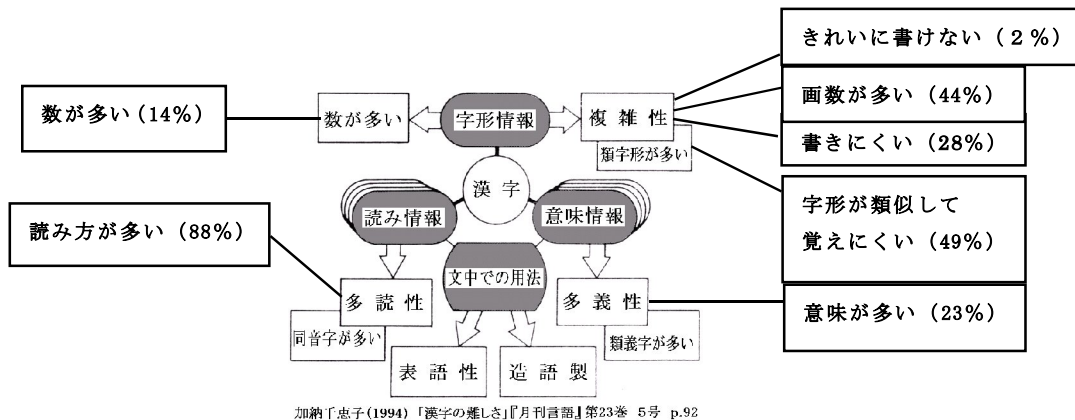 きれいに書けない（２%）
数が多い（14%）
数が多い
字形情報
複雑性
画数が多い（44%）
書きにくい（28%）
類字形が多い
漢字
読み方が多い（88%）
読み情報
意味情報
字形が類似して
覚えにくい（49%）
文中での用法
多読性
同音字が多い
多義性
類義字が多い
意味が多い（23%）
表語性
造語製
加納千恵子(1994)「漢字の難しさ」『月刊言語』第23巻 5号 p.92